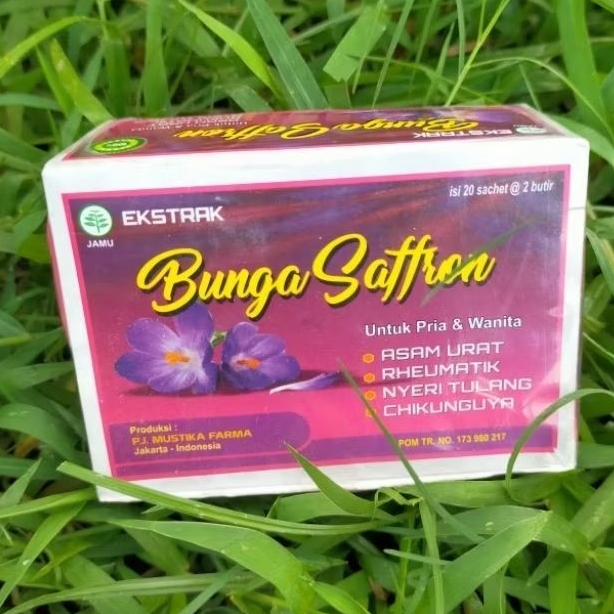 Bunga Saffron
EKSTRAK
isi 20 sachet @ 2 butir
JAMU
EKSTRAK
Bunga Saffron
Untuk Pria & Wanita
ASAM URAT
RHEUMATIK
NYERI TULANG
CHIKUNGUYA
Produksi :
P.J. MUSTIKA FARMA
Jakarta - Indonesia
POM TR. NO. 173 980 217